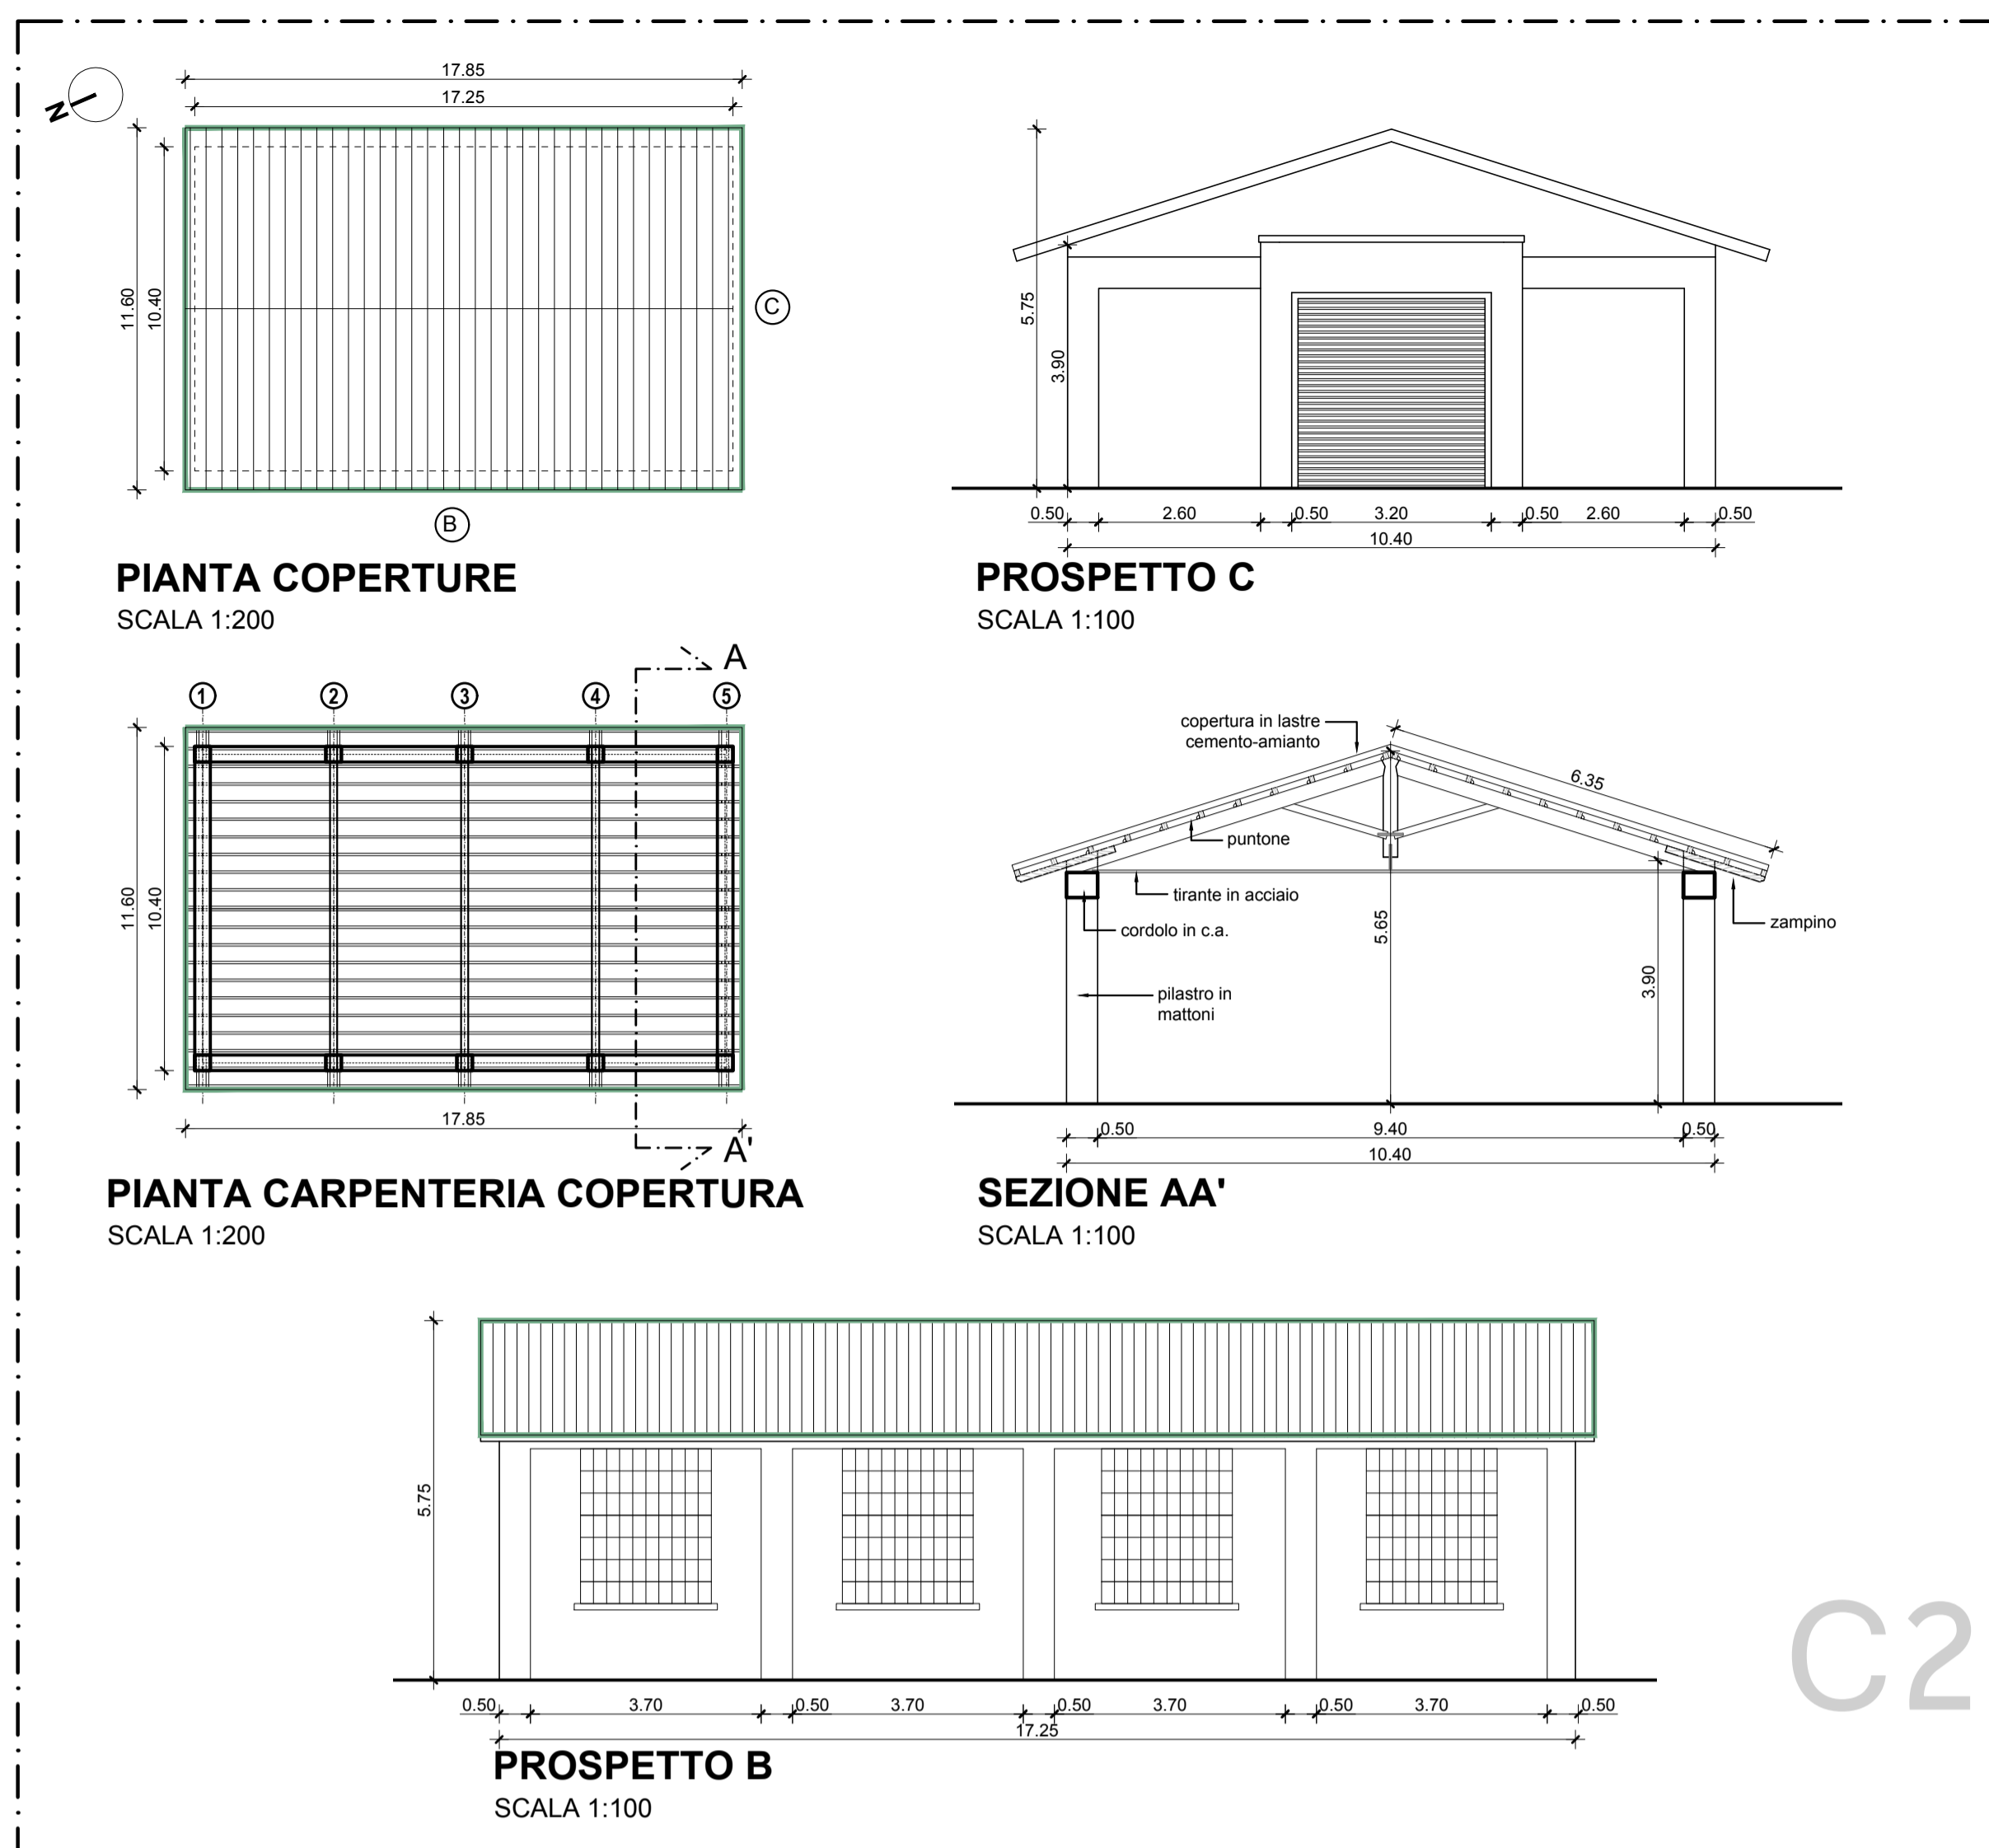 17.85
17.25
N
11.60
10.40
C
B
PIANTA COPERTURE
SCALA 1:200
5.75
3.90
0.50 2.60 0.50 3.20 0.50 2.60 0.50
10.40
PROSPETTO C
SCALA 1:100
A
1 2 3 4 5
11.60
10.40
17.85
A'
PIANTA CARPENTERIA COPERTURA
SCALA 1:200
copertura in lastre
cemento-amianto
6.35
puntone
tirante in acciaio
cordolo in c.a.
zampino
5.65
3.90
pilastro in
mattoni
0.50 9.40 0.50
10.40
SEZIONE AA'
SCALA 1:100
5.75
0.50 3.70 0.50 3.70 0.50 3.70 0.50 3.70 0.50
17.25
PROSPETTO B
SCALA 1:100
C2